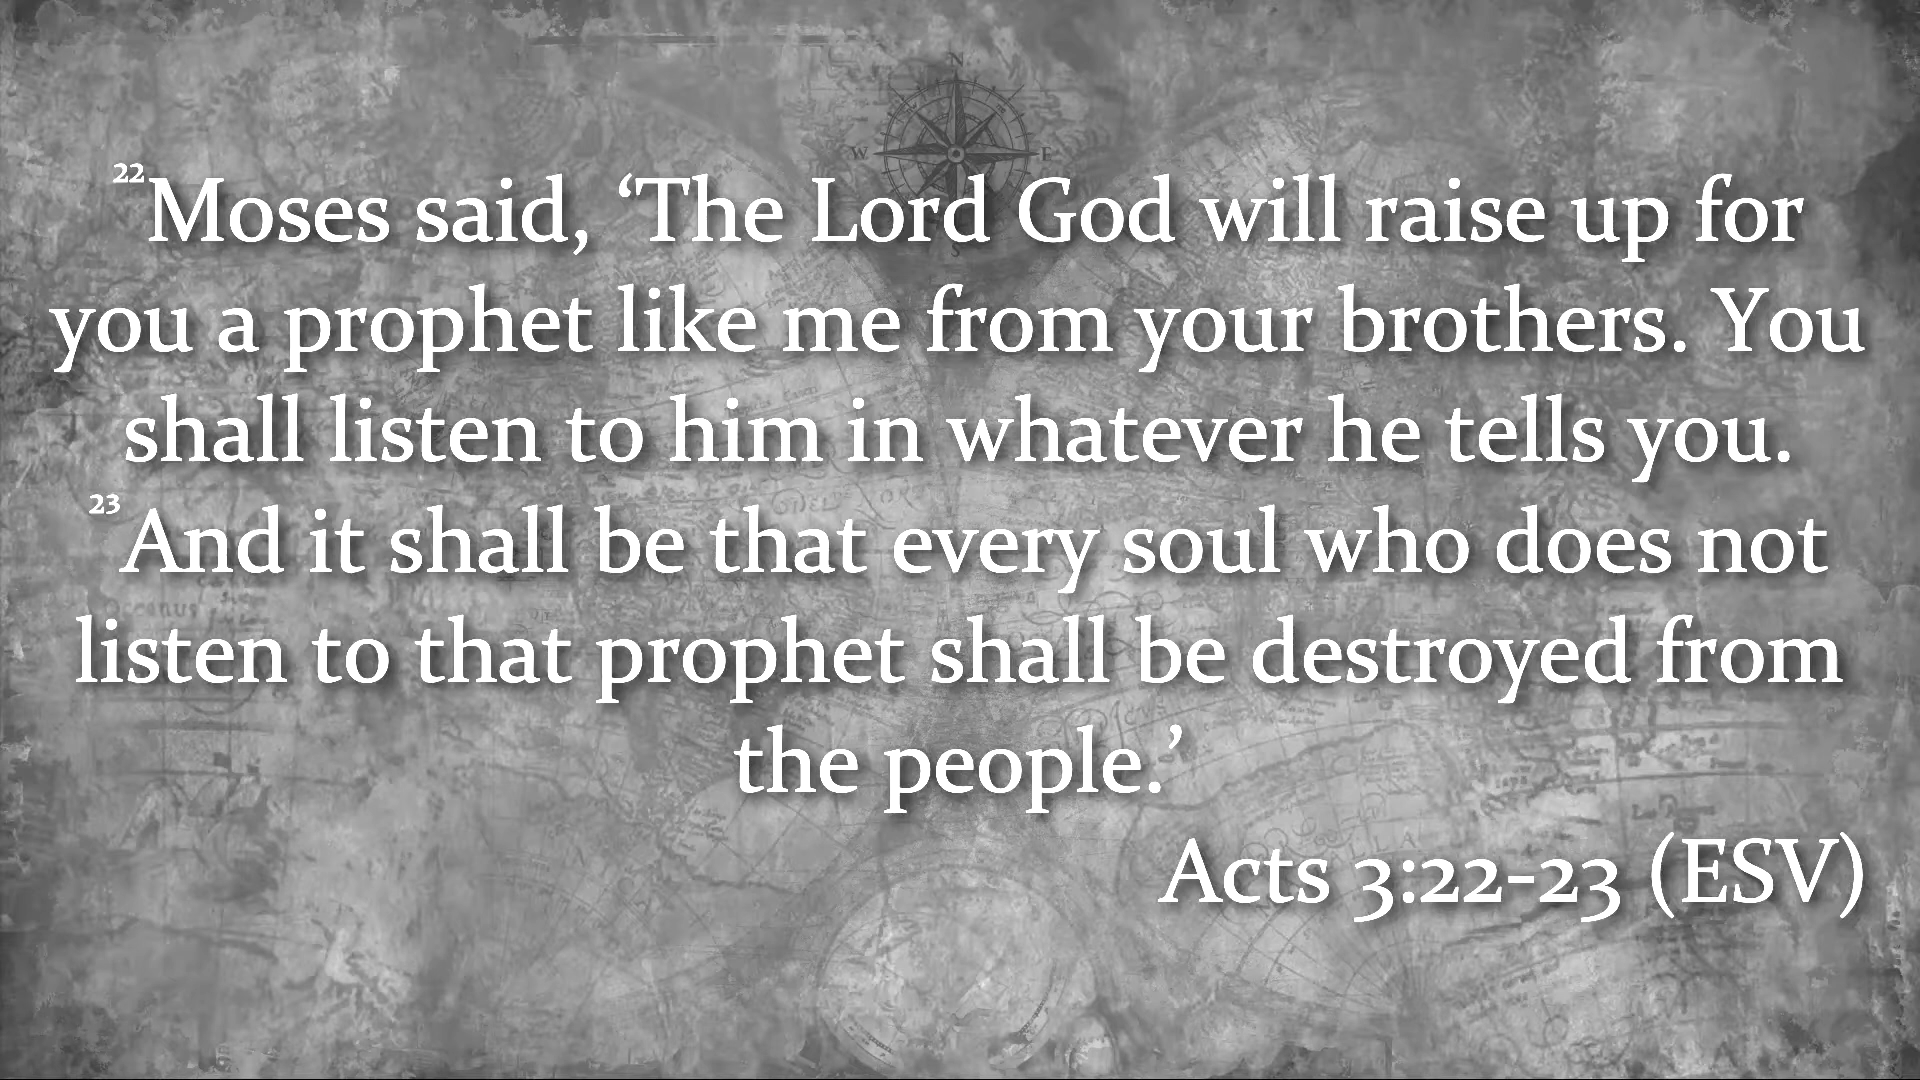 N
W E
S
²²Moses said, ‘The Lord God will raise up for
you a prophet like me from your brothers. You
shall listen to him in whatever he tells you.
²³And it shall be that every soul who does not
listen to that prophet shall be destroyed from
the people.’
Acts 3:22-23 (ESV)
Occanus